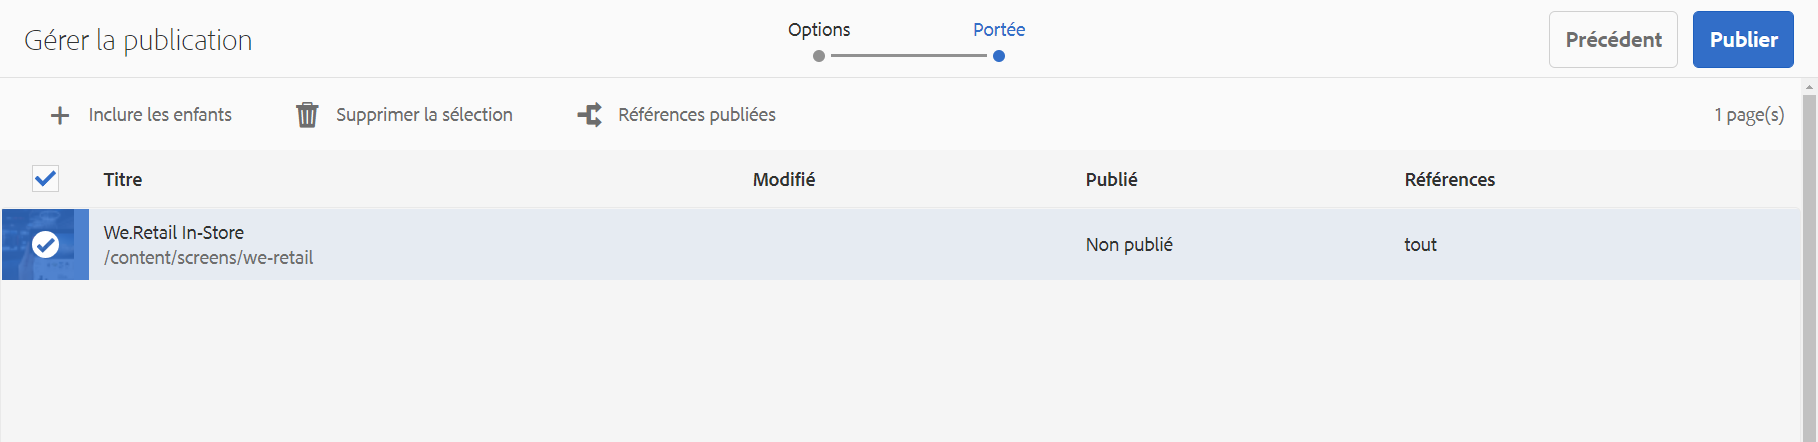 Gérer la publication
Options
Portée
Précédent
Publier
Inclure les enfants
Supprimer la sélection
Références publiées
1 page(s)
Titre
Modifié
Publié
Références
We.Retail In-Store
/content/screens/we-retail
Non publié
tout